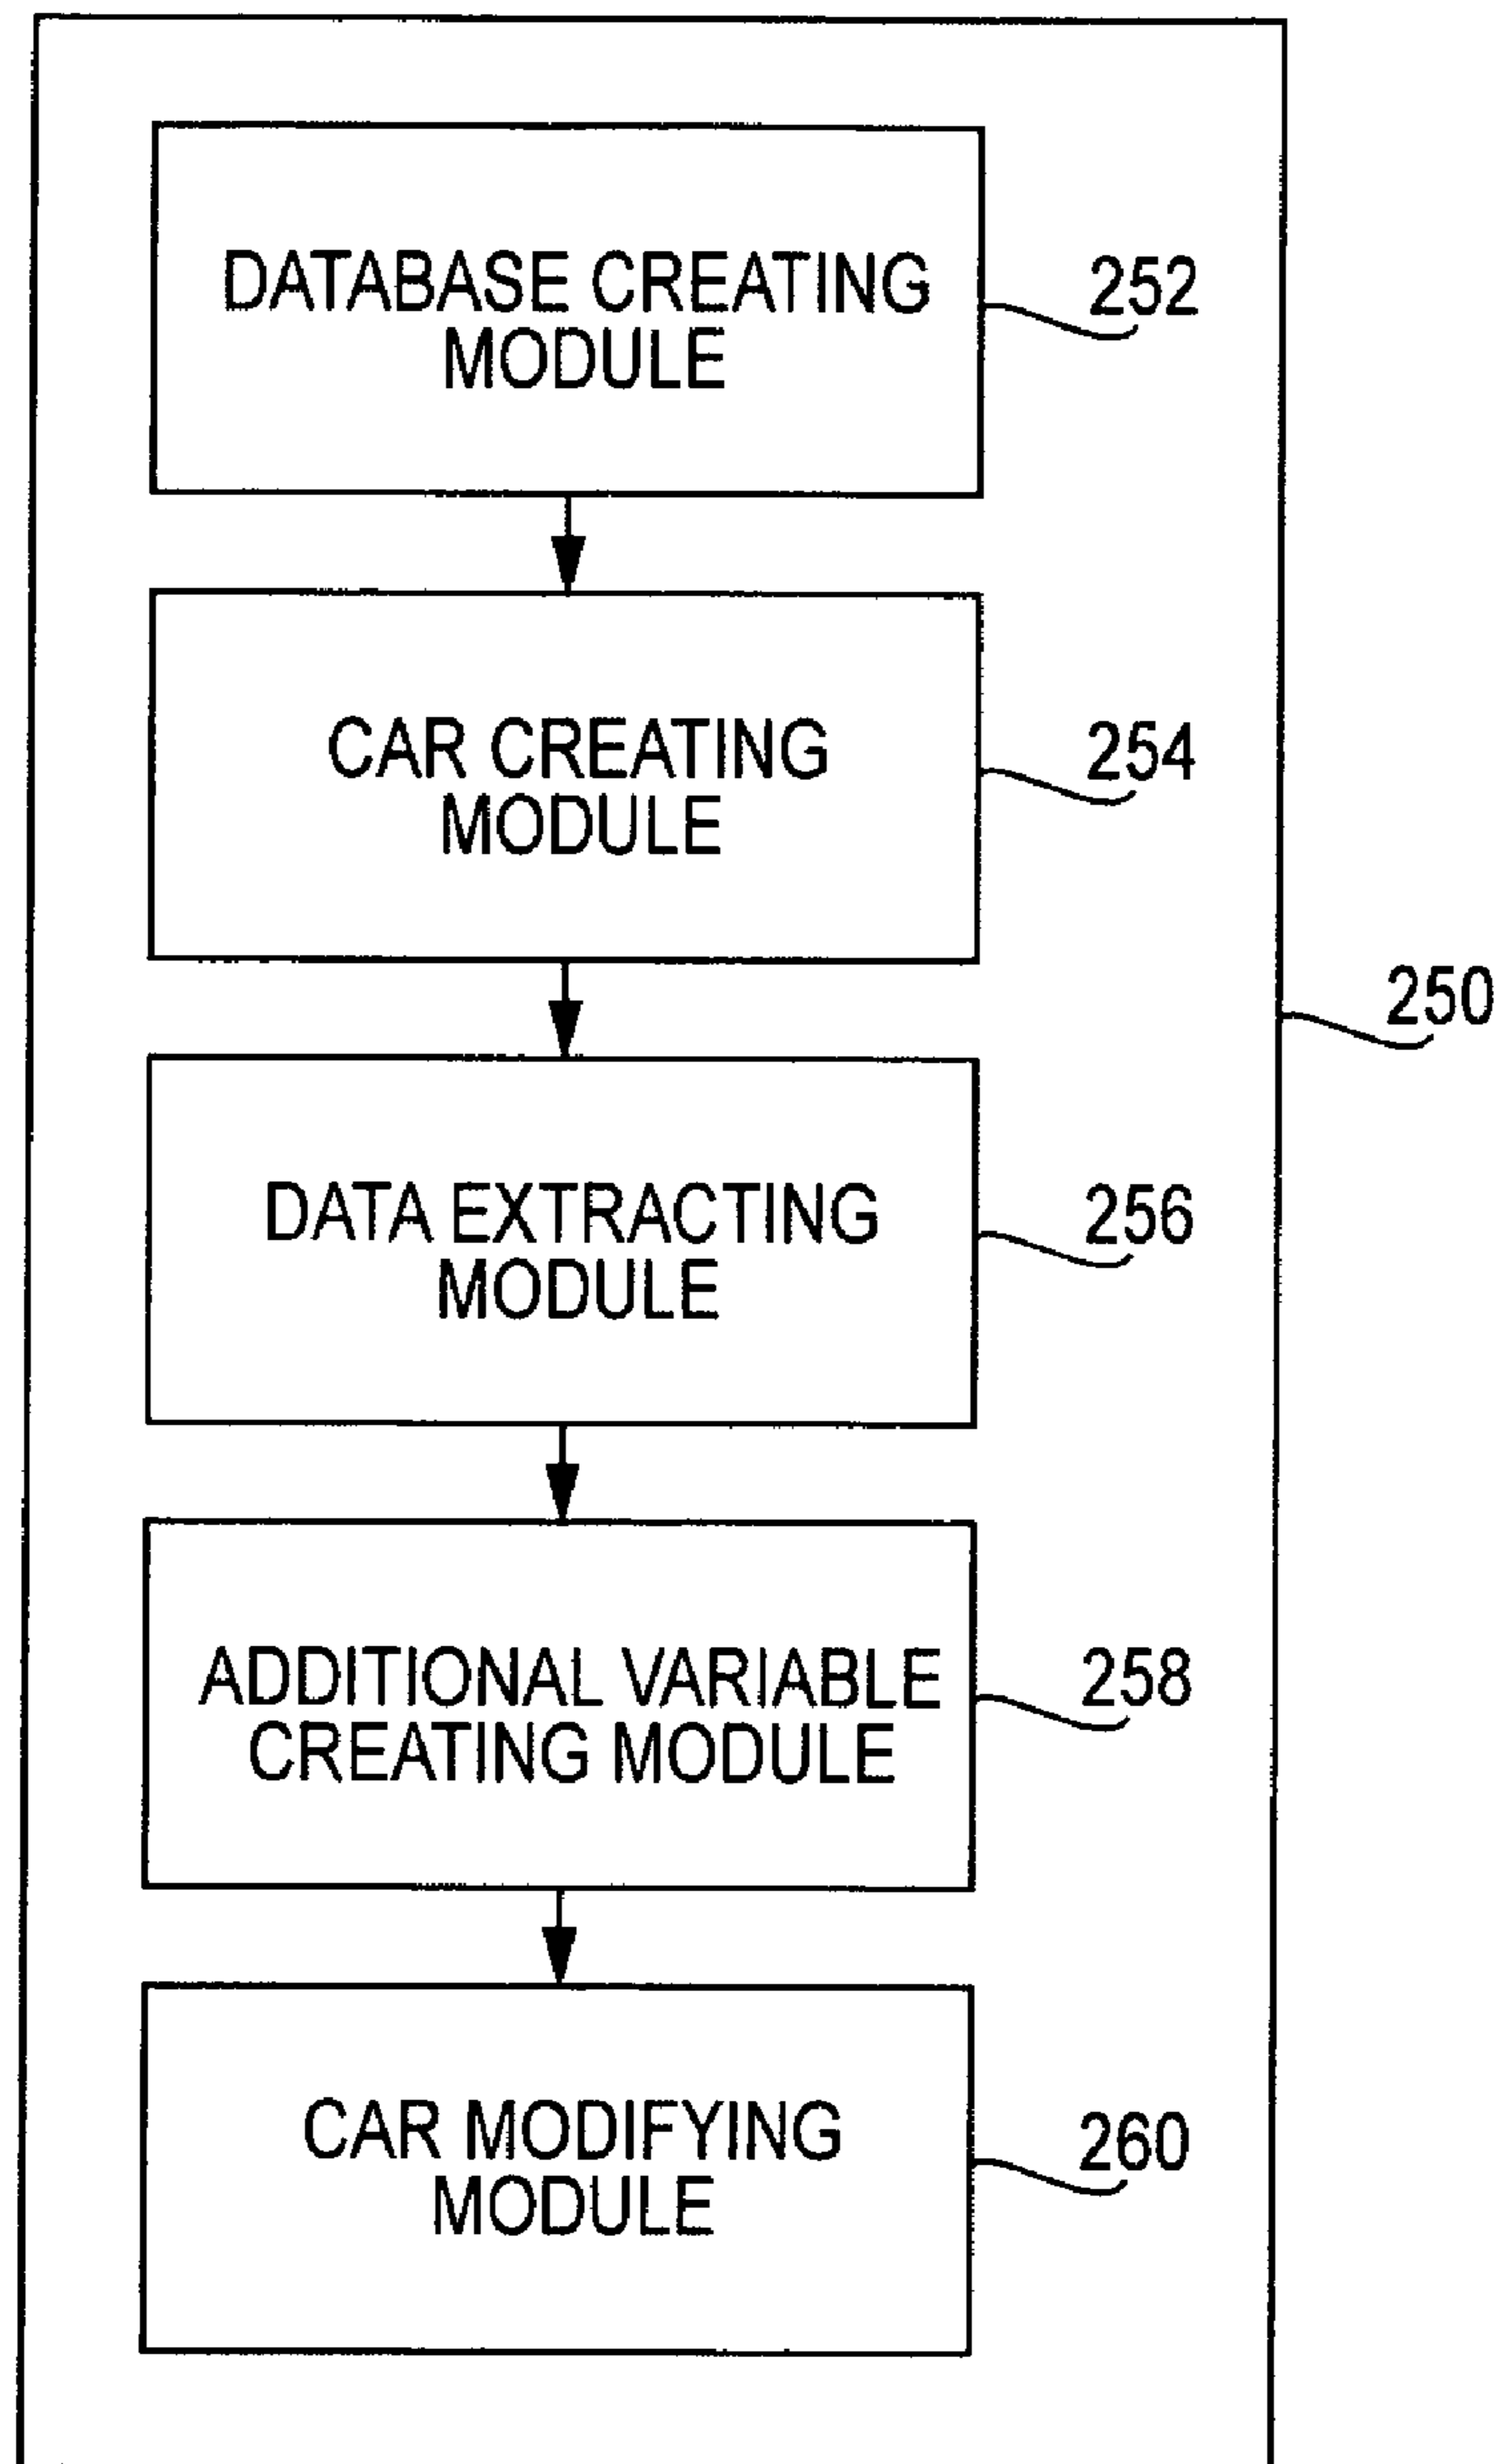 DATABASE CREATING
MODULE
252
CAR CREATING
MODULE
254
250
DATA EXTRACTING
MODULE
256
ADDITIONAL VARIABLE
CREATING MODULE
258
CAR MODIFYING
MODULE
260